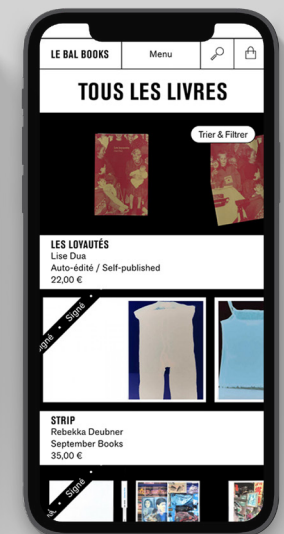 LE BAL BOOKS
Menu
TOUS LES LIVRES
Trier & Filtrer
LES LOYAUTÉS
Lise Dua
Auto-édité / Self-published
22,00 €
Signé • Signé
STRIP
Rebekka Deubner
September Books
35,00 €
Signé